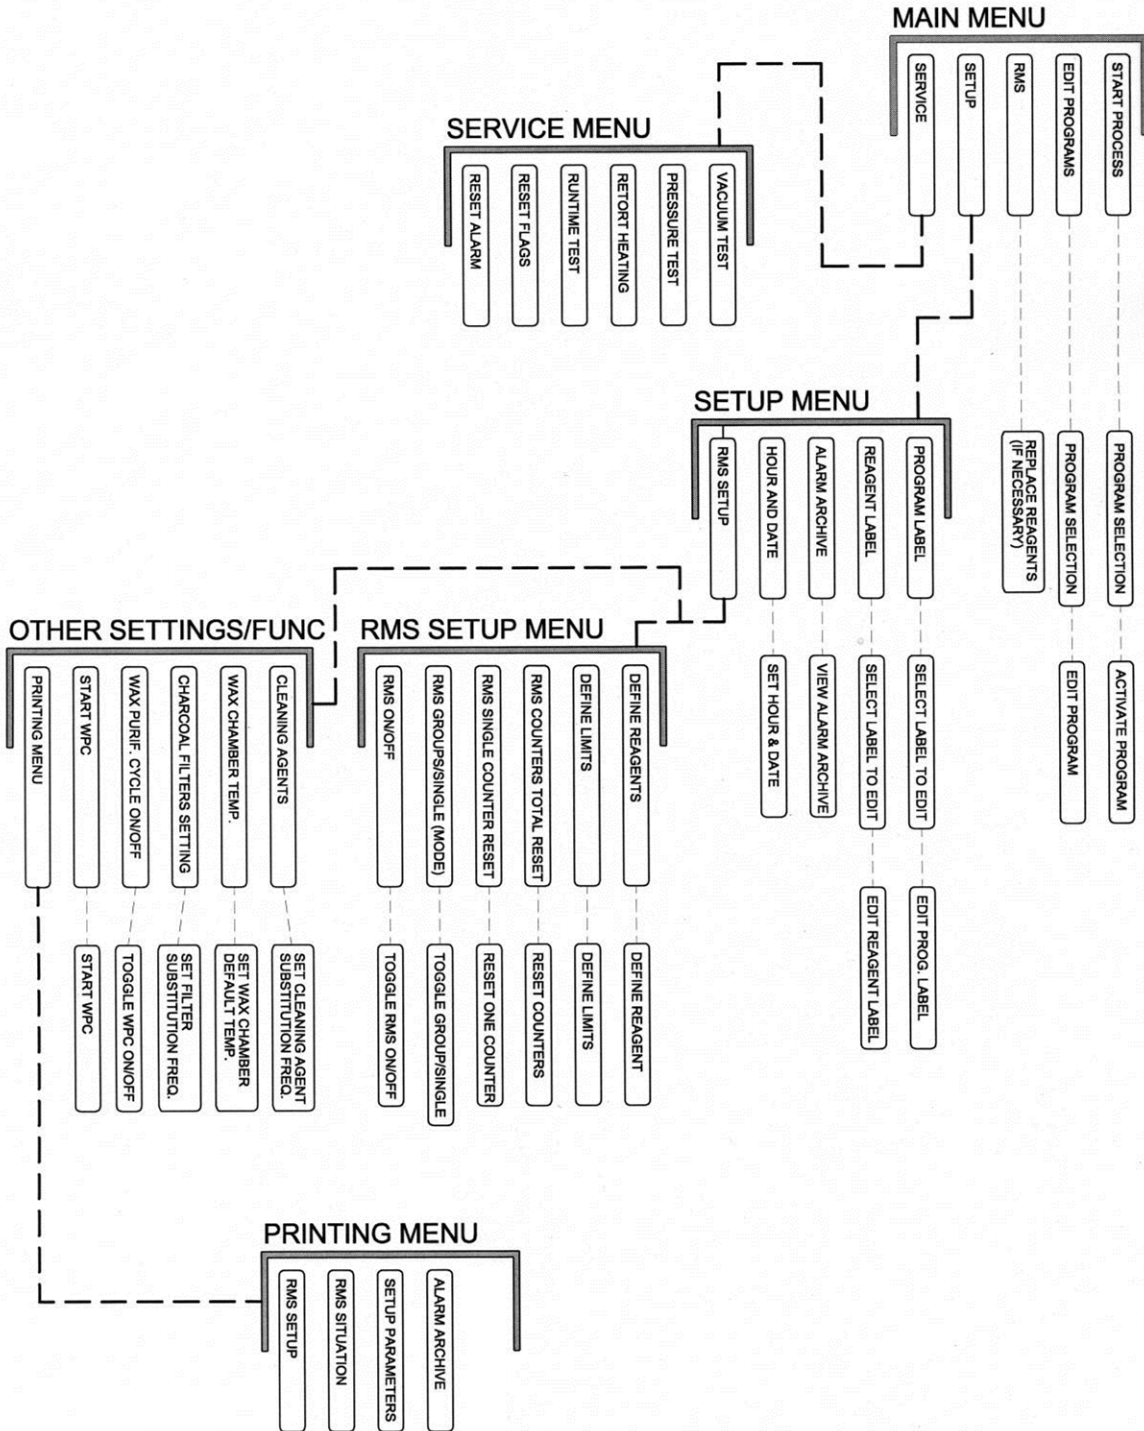 MAIN MENU
START PROCESS
PROGRAM SELECTION
ACTIVATE PROGRAM
EDIT PROGRAMS
PROGRAM SELECTION
EDIT PROGRAM
RMS
REPLACE REAGENTS
(IF NECESSARY)
SETUP
SERVICE
SERVICE MENU
VACUUM TEST
PRESSURE TEST
RETORT HEATING
RUNTIME TEST
RESET FLAGS
RESET ALARM
SETUP MENU
PROGRAM LABEL
SELECT LABEL TO EDIT
EDIT PROG. LABEL
REAGENT LABEL
SELECT LABEL TO EDIT
EDIT REAGENT LABEL
ALARM ARCHIVE
VIEW ALARM ARCHIVE
HOUR AND DATE
SET HOUR & DATE
RMS SETUP
RMS SETUP MENU
DEFINE REAGENTS
DEFINE REAGENT
DEFINE LIMITS
DEFINE LIMITS
RMS COUNTERS TOTAL RESET
RESET COUNTERS
RMS SINGLE COUNTER RESET
RESET ONE COUNTER
RMS GROUPS/SINGLE (MODE)
TOGGLE GROUP/SINGLE
RMS ON/OFF
TOGGLE RMS ON/OFF
OTHER SETTINGS/FUNC
CLEANING AGENTS
SET CLEANING AGENT
SUBSTITUTION FREQ.
WAX CHAMBER TEMP.
SET WAX CHAMBER
DEFAULT TEMP.
CHARCOAL FILTERS SETTING
SET FILTER
SUBSTITUTION FREQ.
WAX PURIF. CYCLE ON/OFF
TOGGLE WPC ON/OFF
START WPC
START WPC
PRINTING MENU
PRINTING MENU
ALARM ARCHIVE
SETUP PARAMETERS
RMS SITUATION
RMS SETUP